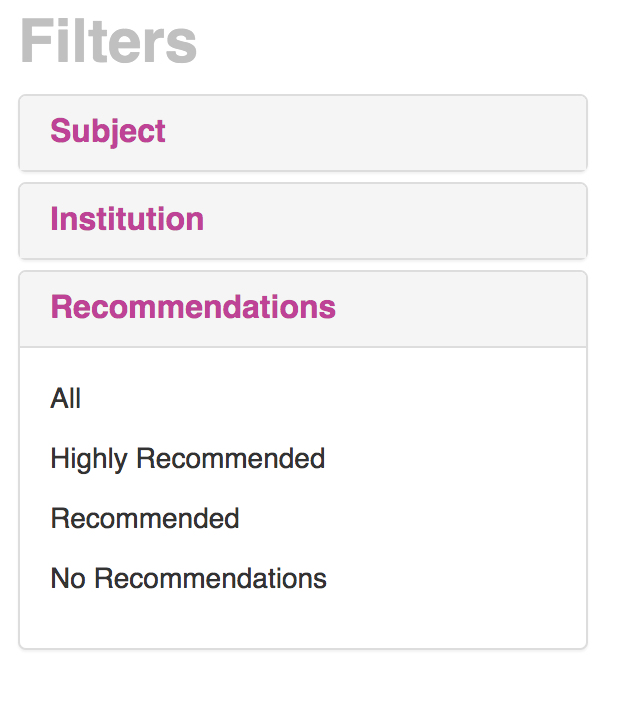 Filters
Subject
Institution
Recommendations
All
Highly Recommended
Recommended
No Recommendations